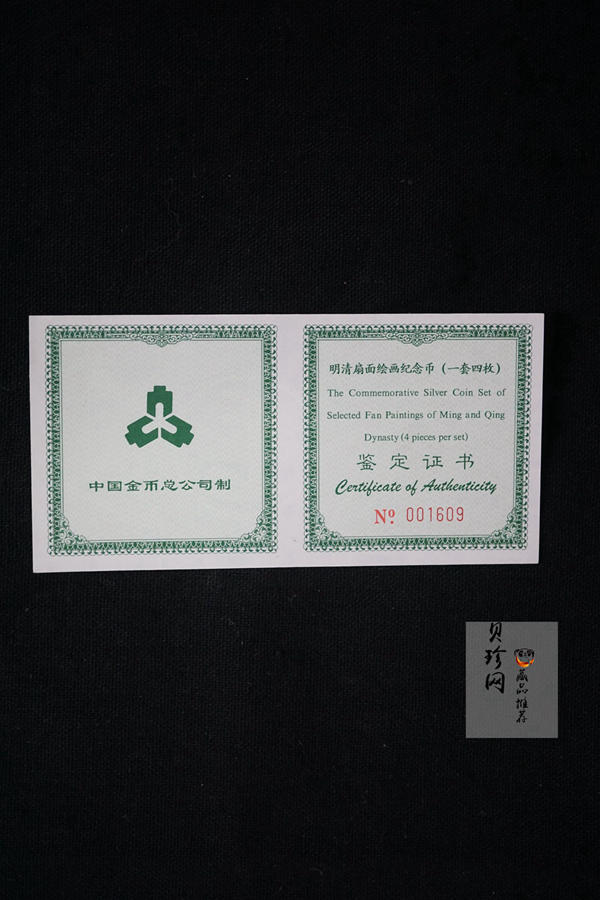 中国金币总公司制
明清扇面绘画纪念币（一套四枚）
The Commemorative Silver Coin Set of
Selected Fan Paintings of Ming and Qing
Dynasty (4 pieces per set)
鉴定证书
Certificate of Authenticity
Nº 001609
贝珍网
藏品
推荐